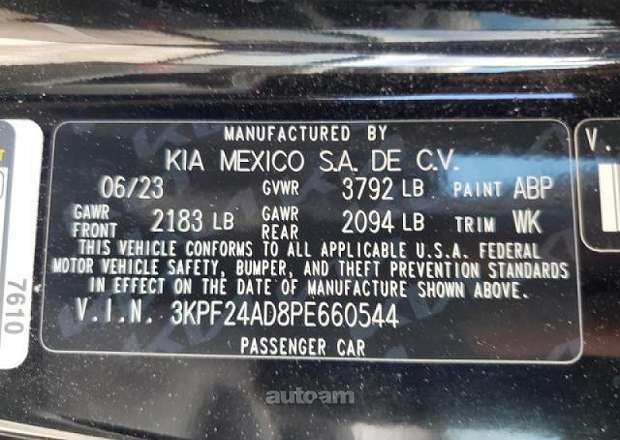 MANUFACTURED BY
KIA MEXICO S.A. DE C.V.
06/23 GVWR 3792 LB PAINT ABP
GAWR FRONT 2183 LB GAWR REAR 2094 LB TRIM WK
THIS VEHICLE CONFORMS TO ALL APPLICABLE U.S.A. FEDERAL
MOTOR VEHICLE SAFETY, BUMPER, AND THEFT PREVENTION STANDARDS
IN EFFECT ON THE DATE OF MANUFACTURE SHOWN ABOVE.
V.I.N. 3KPF24AD8PE660544
PASSENGER CAR
7610
V.
autoam